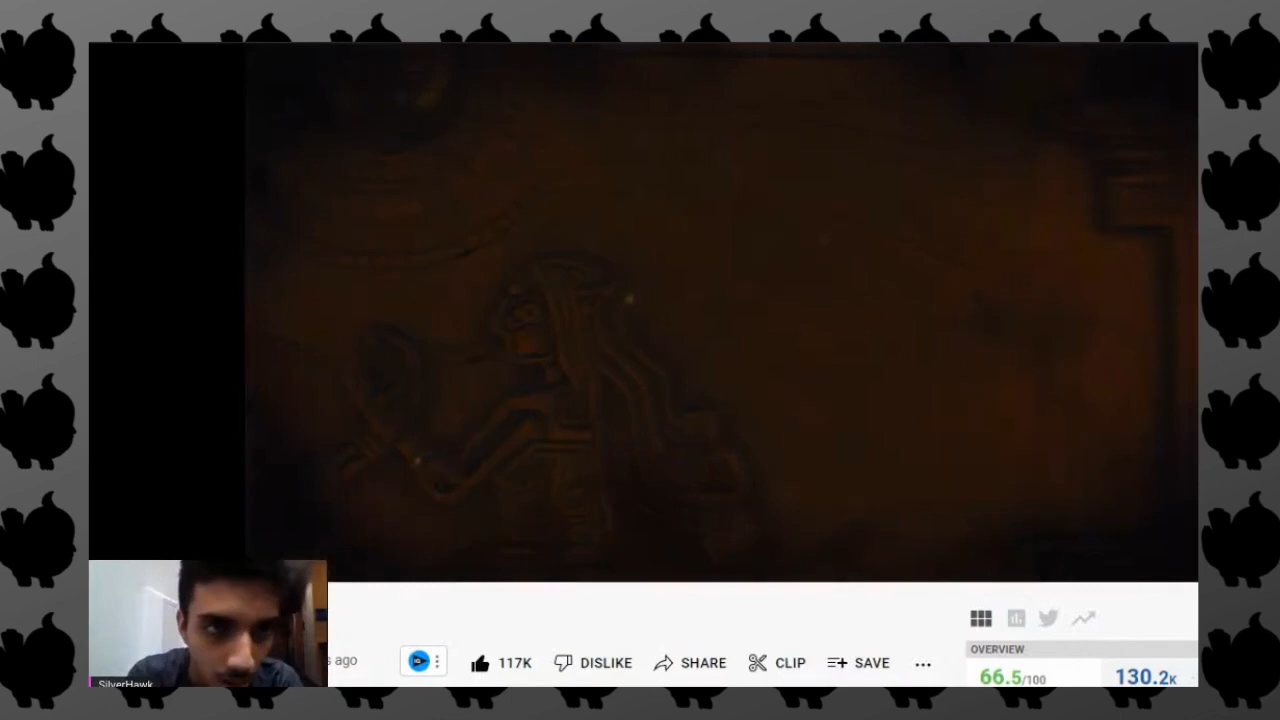 s ago
117K
DISLIKE
SHARE
CLIP
SAVE
OVERVIEW
66.5/100
130.2K
SilverHawk